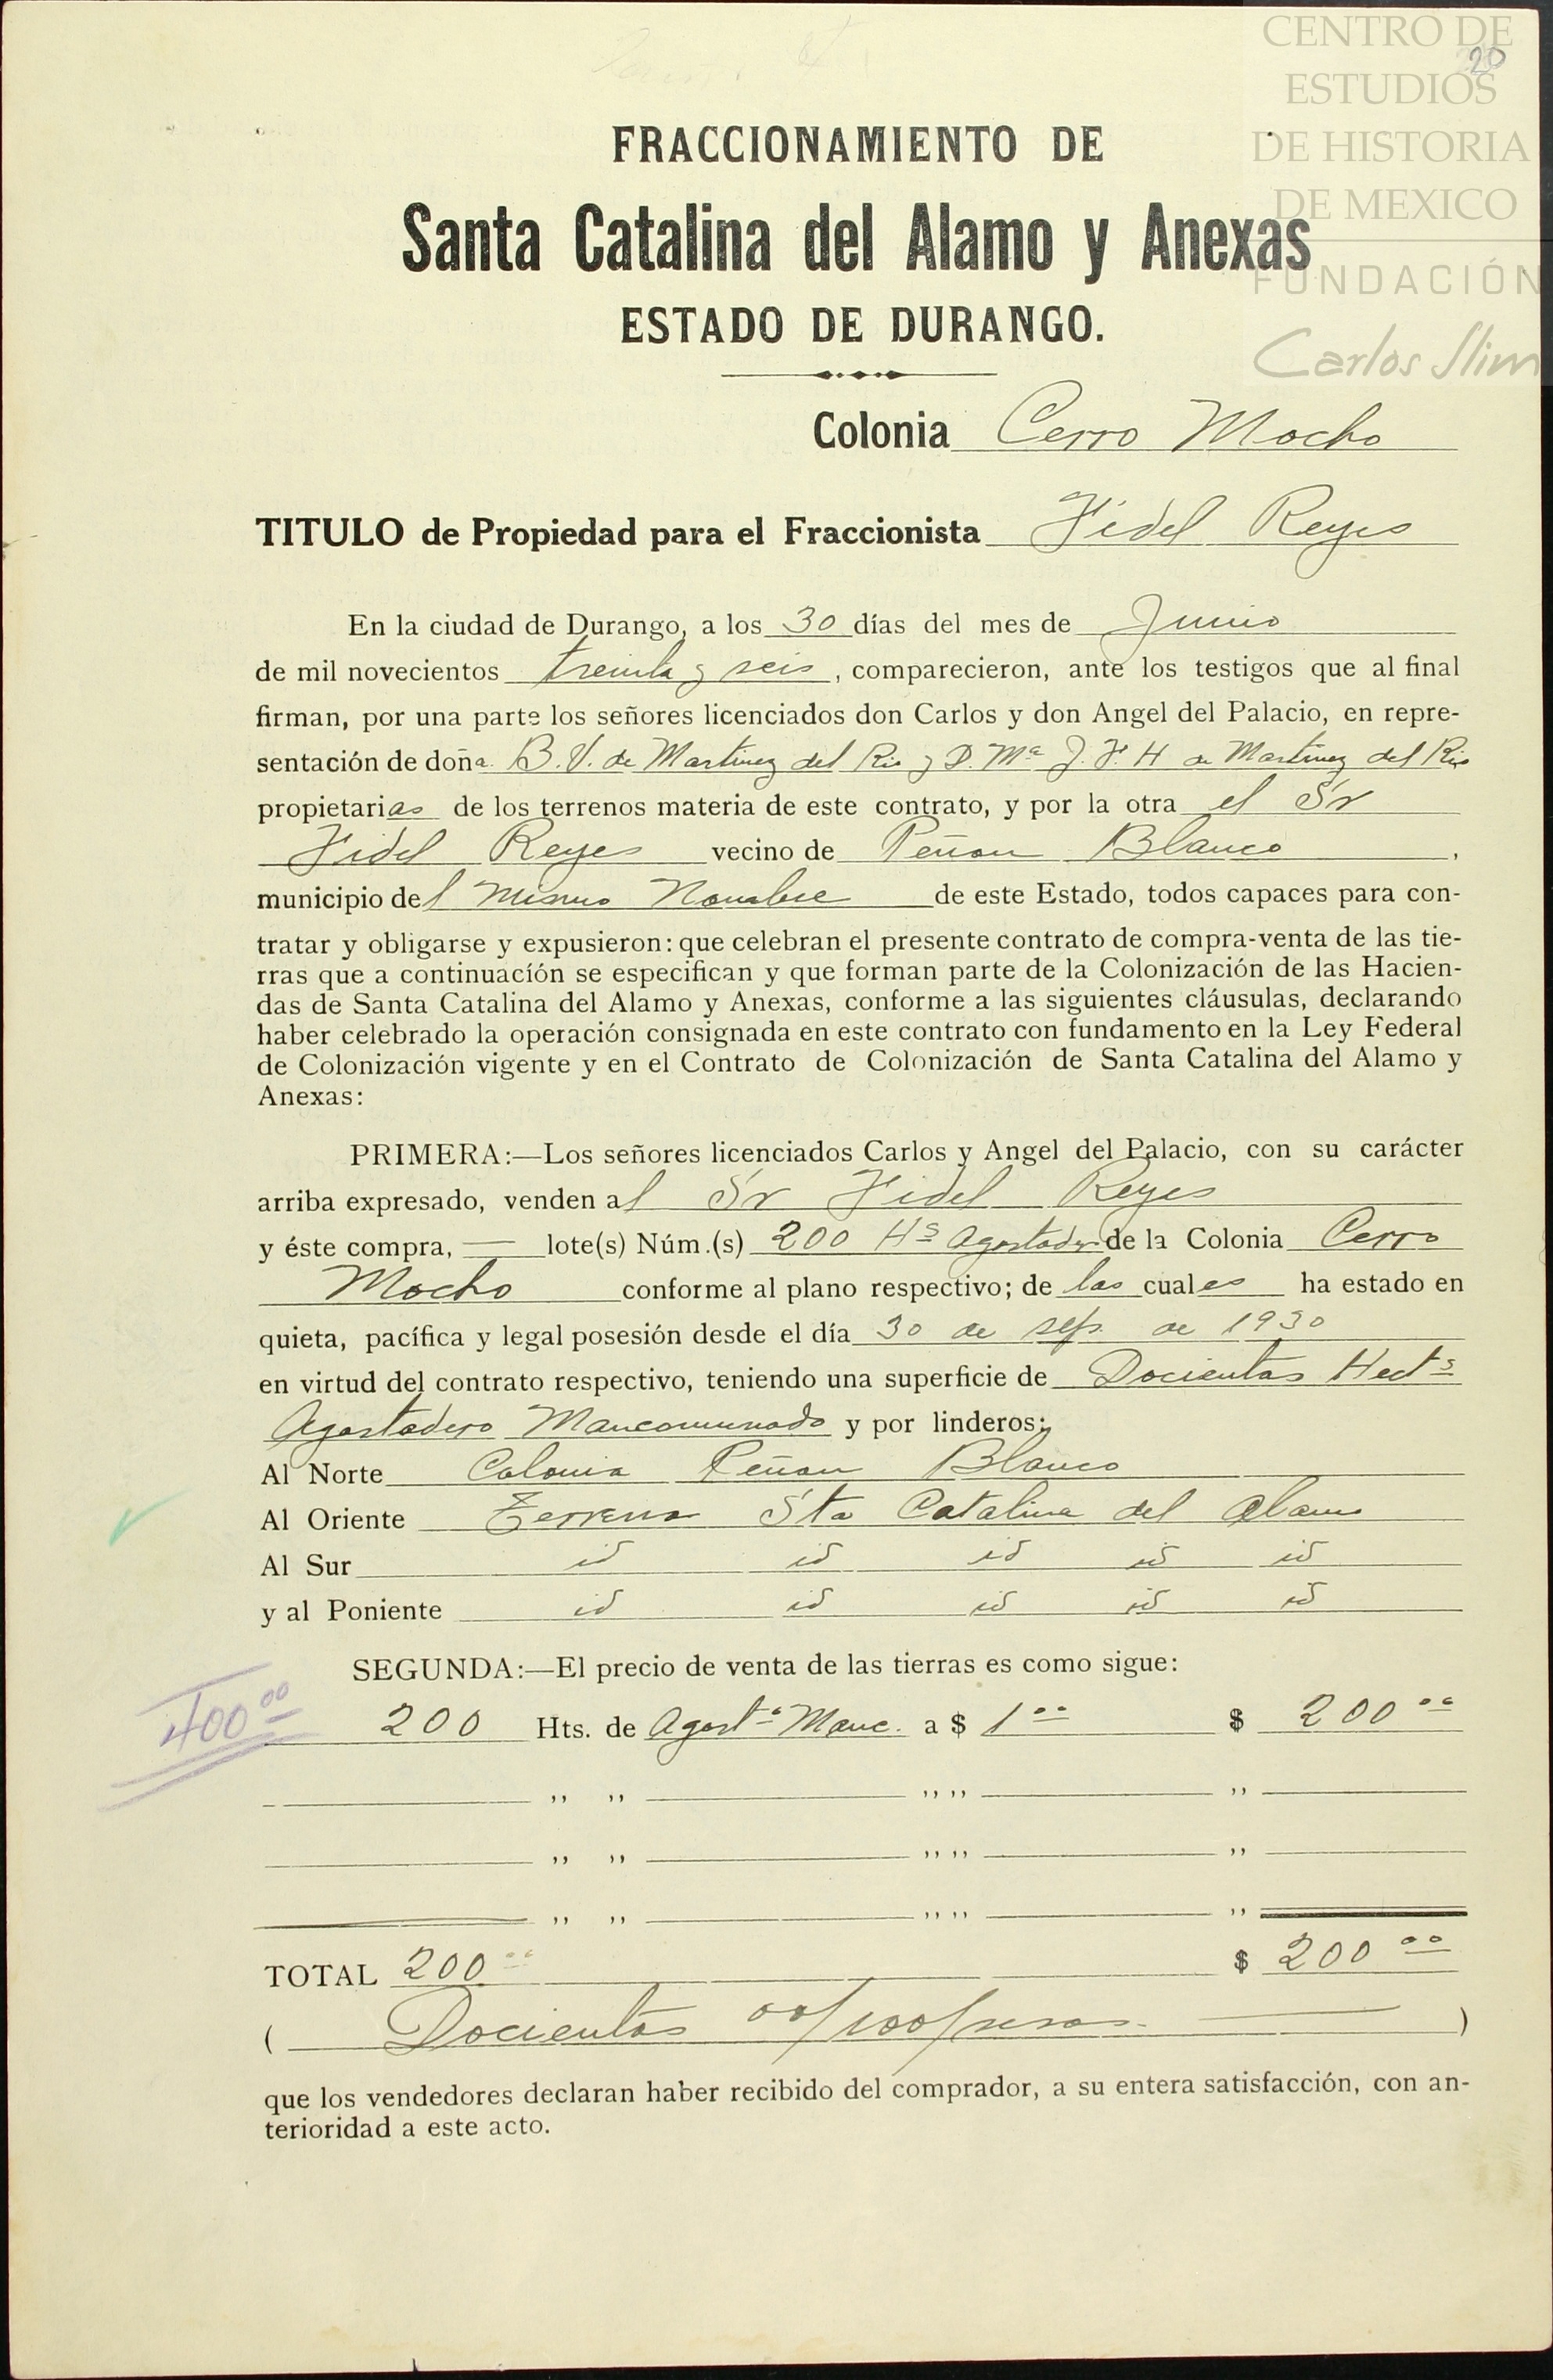 CENTRO DE
ESTUDIOS
DE HISTORIA
DE MEXICO
FUNDACIÓN
Carlos Slim
20
FRACCIONAMIENTO DE
Santa Catalina del Alamo y Anexas
ESTADO DE DURANGO.
Colonia Cerro Mocho
TITULO de Propiedad para el Fraccionista Fidel Reyes
En la ciudad de Durango, a los 30 días del mes de Junio
de mil novecientos treinta y seis, comparecieron, ante los testigos que al final
firman, por una parte los señores licenciados don Carlos y don Angel del Palacio, en repre-
sentación de doña B. V. de Martinez del Rio y D. Mª J. F. H de Martinez del Rio
propietarias de los terrenos materia de este contrato, y por la otra el Sr
Fidel Reyes vecino de Peñon Blanco,
municipio del Mismo Nombre de este Estado, todos capaces para con-
tratar y obligarse y expusieron: que celebran el presente contrato de compra-venta de las tie-
rras que a continuacíón se especifican y que forman parte de la Colonización de las Hacien-
das de Santa Catalina del Alamo y Anexas, conforme a las siguientes cláusulas, declarando
haber celebrado la operación consignada en este contrato con fundamento en la Ley Federal
de Colonización vigente y en el Contrato de Colonización de Santa Catalina del Alamo y
Anexas:
PRIMERA:—Los señores licenciados Carlos y Angel del Palacio, con su carácter
arriba expresado, venden al Sr Fidel Reyes
y éste compra, — lote(s) Núm.(s) 200 Hs Agostadero de la Colonia Cerro
Mocho conforme al plano respectivo; de las cuales ha estado en
quieta, pacífica y legal posesión desde el día 30 de sep. de 1930
en virtud del contrato respectivo, teniendo una superficie de Docientas Hects
Agostadero Mancomunado y por linderos:
Al Norte Colonia Peñon Blanco
Al Oriente Terrenos Sta Catalina del Alamo
Al Sur id id id id id
y al Poniente id id id id id
SEGUNDA:—El precio de venta de las tierras es como sigue:
400 00
200 Hts. de Agostº Manc. a $ 1 00 $ 200 00
,, ,, ,, ,, ,,
,, ,, ,, ,, ,,
,, ,, ,, ,, ,,
TOTAL 200 00 $ 200 00
( Docientos 00/100/pesos. )
que los vendedores declaran haber recibido del comprador, a su entera satisfacción, con an-
terioridad a este acto.